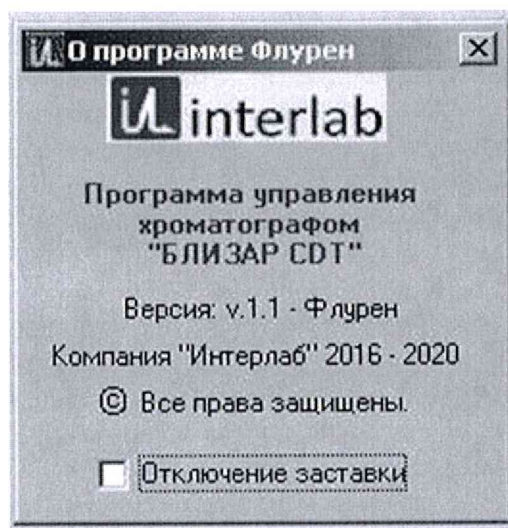 О программе Флурен
interlab
Программа управления
хроматографом
"БЛИЗАР CDT"
Версия: v.1.1 - Флурен
Компания "Интерлаб" 2016 - 2020
© Все права защищены.
Отключение заставки